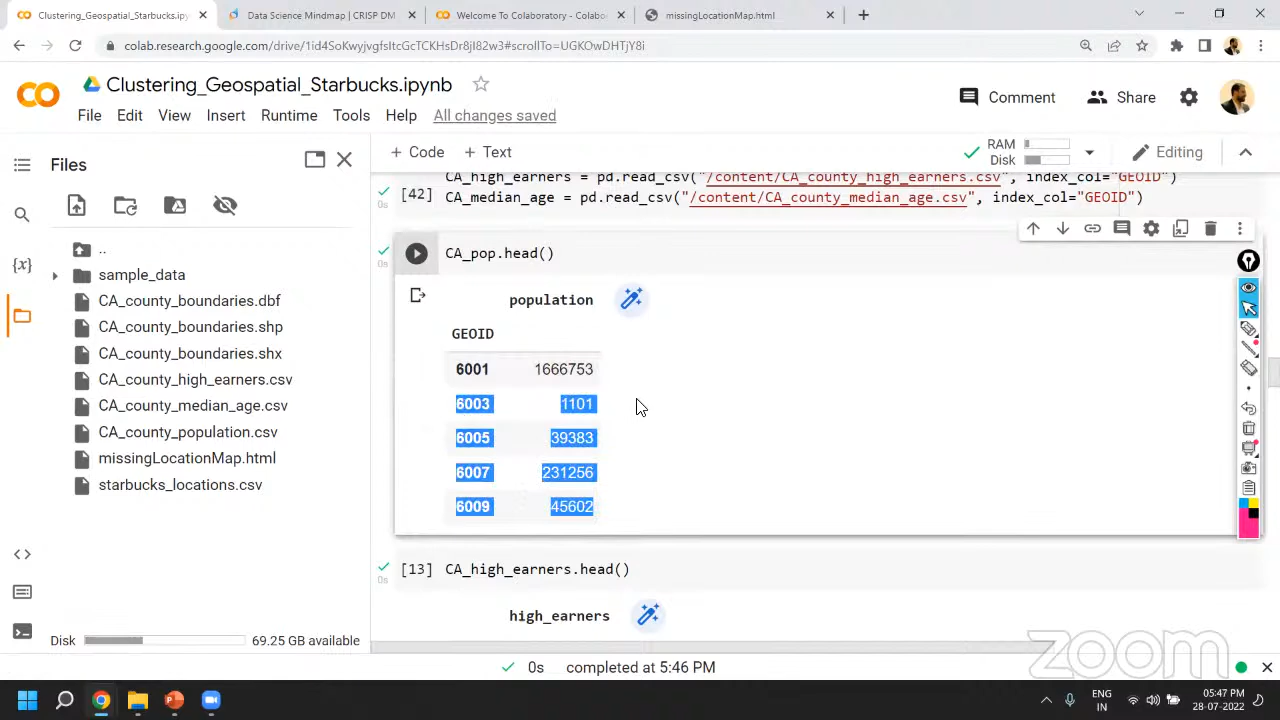 Clustering_Geospatial_Starbucks.ipyn
Data Science Mindmap | CRISP DM
Welcome To Colaboratory - Colabo
missingLocationMap.html
colab.research.google.com/drive/1id4SoKwyjvgfsItcGcTCKHsDr8jI82w3#scrollTo=UGKOwDHTjY8i
Clustering_Geospatial_Starbucks.ipynb
Comment
Share
File Edit View Insert Runtime Tools Help All changes saved
Files
+ Code + Text
RAM
Disk
Editing
CA_high_earners = pd.read_csv("/content/CA_county_high_earners.csv", index_col="GEOID")
[42] CA_median_age = pd.read_csv("/content/CA_county_median_age.csv", index_col="GEOID")
0s
..
sample_data
CA_county_boundaries.dbf
CA_county_boundaries.shp
CA_county_boundaries.shx
CA_county_high_earners.csv
CA_county_median_age.csv
CA_county_population.csv
missingLocationMap.html
starbucks_locations.csv
{x}
Disk
69.25 GB available
CA_pop.head()
0s
population
GEOID
6001 1666753
6003 1101
6005 39383
6007 231256
6009 45602
[13] CA_high_earners.head()
0s
high_earners
0s completed at 5:46 PM
zoom
ENG
IN
05:47 PM
28-07-2022